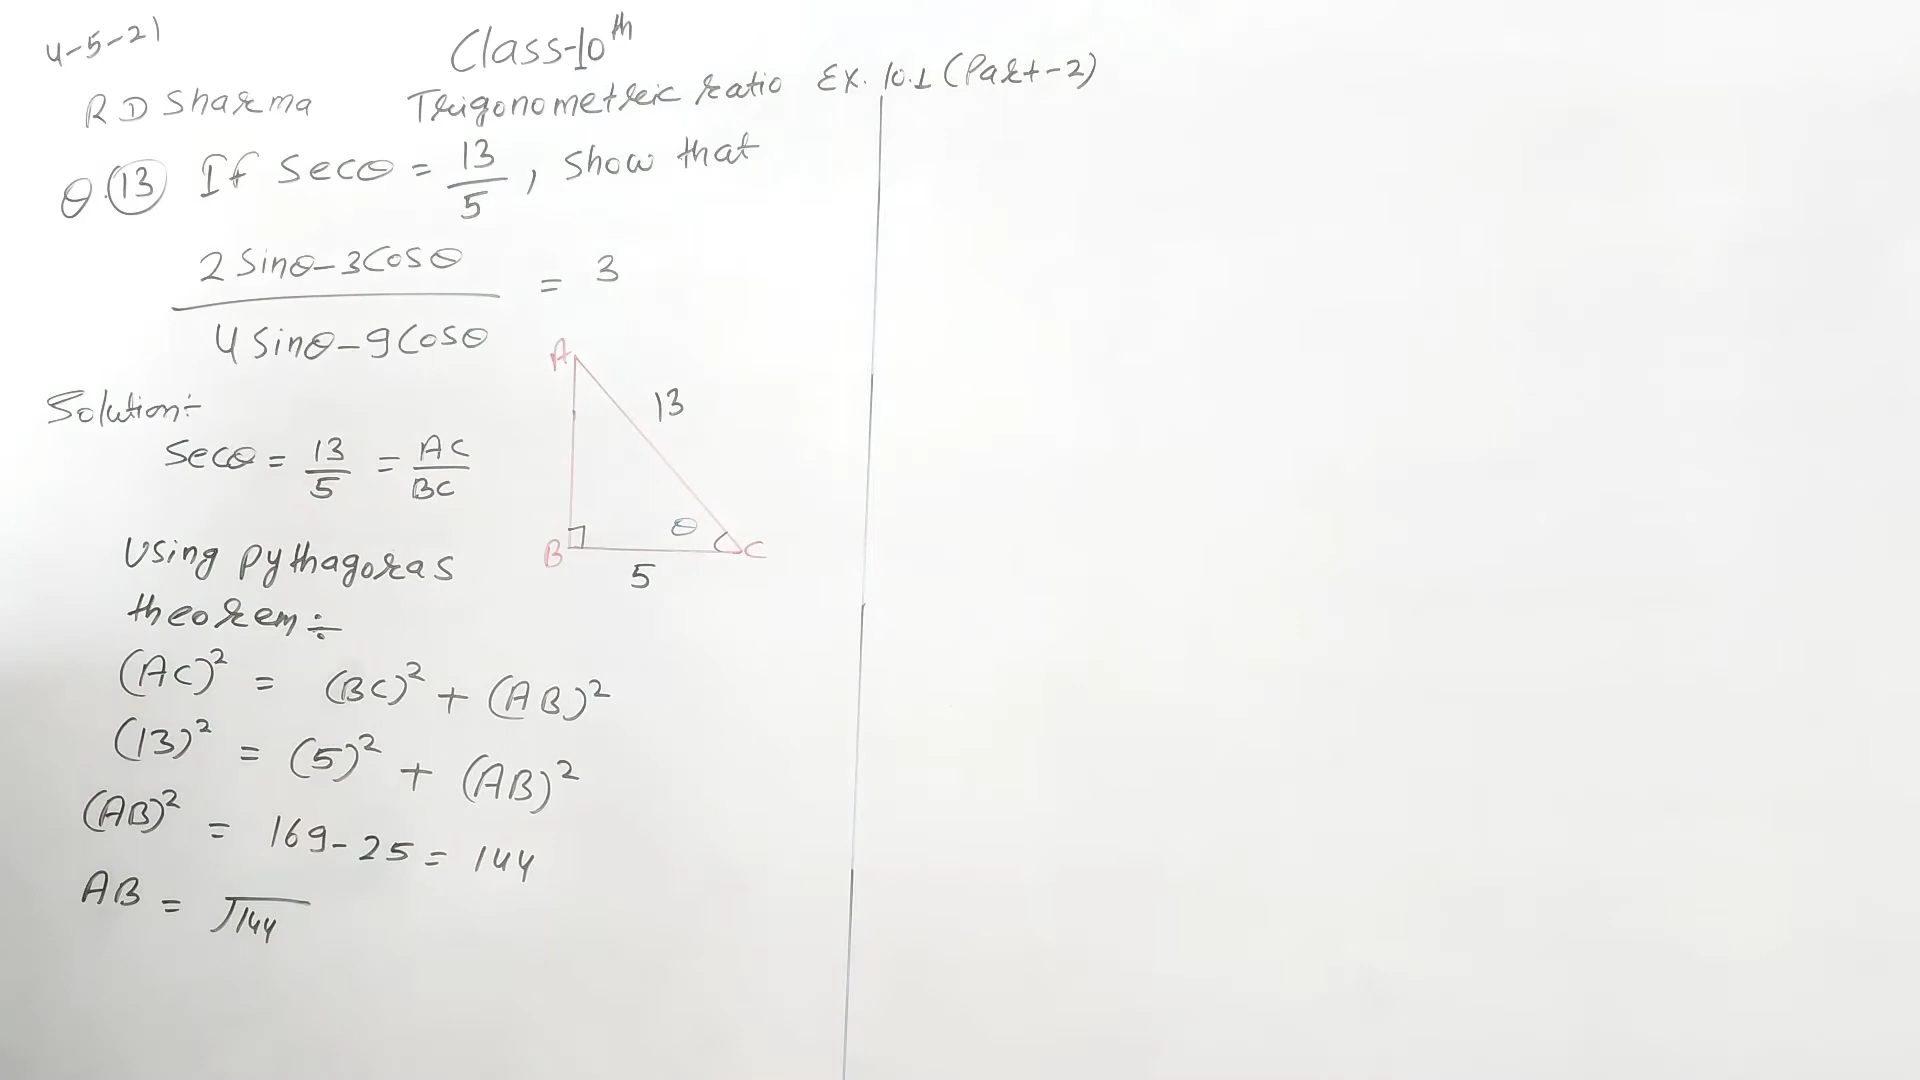 4-5-21
Class-10th
R D Sharma Trigonometric ratio Ex. 10.1 (Part-2)
Q.13 If Secθ = 13/5, Show that
2 Sinθ-3Cosθ / 4 Sinθ-9Cosθ = 3
Solution÷
Secθ = 13/5 = AC/BC
A
13
B
θ
C
5
Using pythagoras
theorem÷
(AC)² = (BC)² + (AB)²
(13)² = (5)² + (AB)²
(AB)² = 169-25 = 144
AB = √144